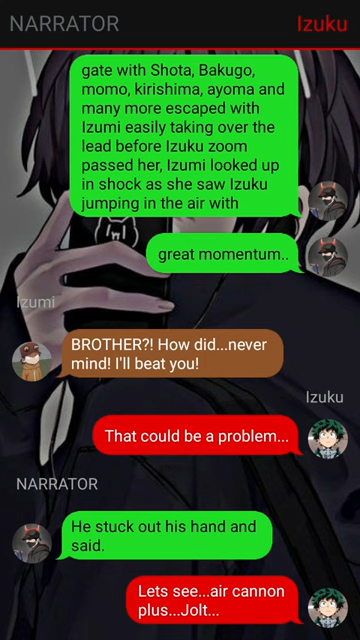 NARRATOR
Izuku
gate with Shota, Bakugo,
momo, kirishima, ayoma and
many more escaped with
Izumi easily taking over the
lead before Izuku zoom
passed her, Izumi looked up
in shock as she saw Izuku
jumping in the air with
great momentum..
Izumi
BROTHER?! How did...never
mind! I'll beat you!
Izuku
That could be a problem...
NARRATOR
He stuck out his hand and
said.
Lets see...air cannon
plus...Jolt...